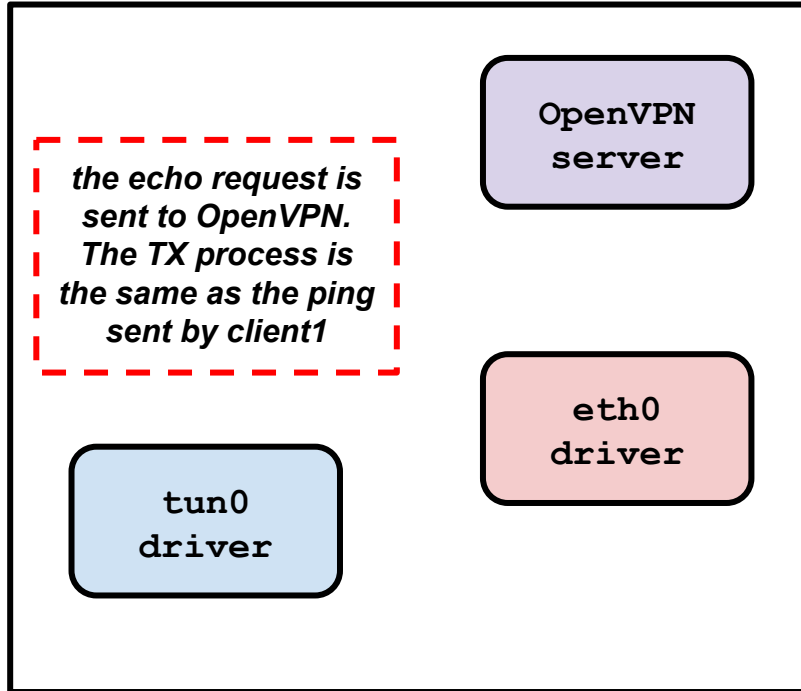 OpenVPN
server
the echo request is
sent to OpenVPN.
The TX process is
the same as the ping
sent by client1
eth0
driver
tun0
driver